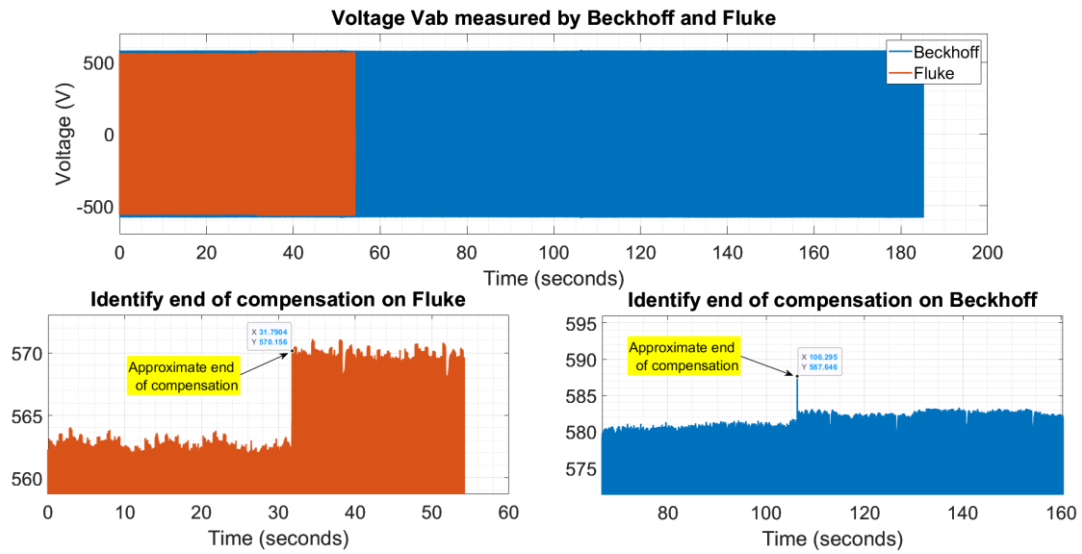 Voltage Vab measured by Beckhoff and Fluke
Voltage (V)
500
0
-500
Beckhoff
Fluke
0 20 40 60 80 100 120 140 160 180 200
Time (seconds)
Identify end of compensation on Fluke
570
565
560
X 31.7904
Y 570.156
Approximate end
of compensation
0 10 20 30 40 50 60
Time (seconds)
Identify end of compensation on Beckhoff
595
590
585
580
575
Approximate end
of compensation
X 106.295
Y 587.646
80 100 120 140 160
Time (seconds)